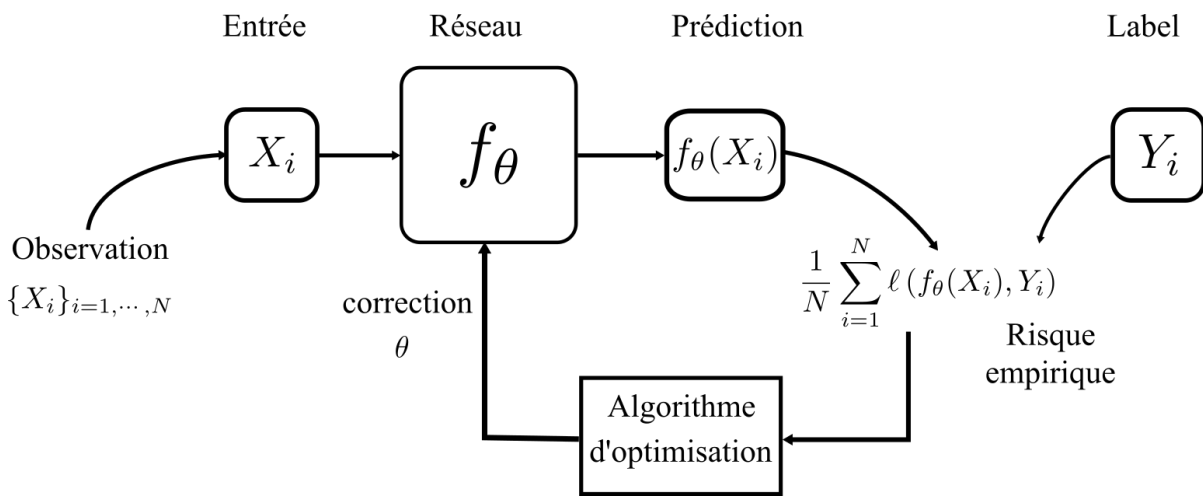 Entrée
Réseau
Prédiction
Label
X_i
f_θ
f_θ(X_i)
Y_i
Observation
{X_i}_{i=1,⋯,N}
correction
θ
1/N ∑_{i=1}^{N} ℓ (f_θ(X_i), Y_i)
Risque
empirique
Algorithme
d'optimisation